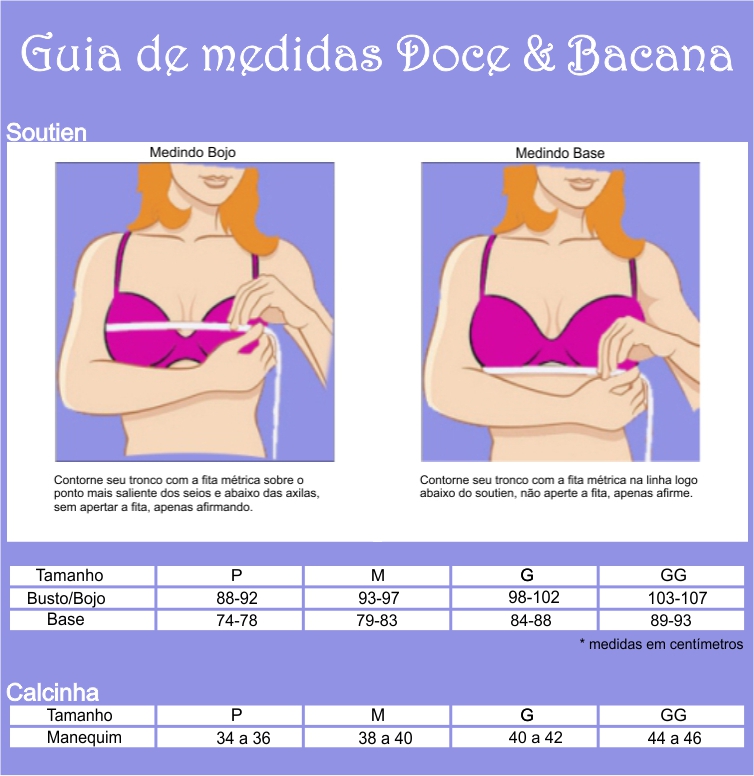 Guia de medidas Doce & Bacana
Soutien
Medindo Bojo
Medindo Base
Contorne seu tronco com a fita métrica sobre o
ponto mais saliente dos seios e abaixo das axilas,
sem apertar a fita, apenas afirmando.
Contorne seu tronco com a fita métrica na linha logo
abaixo do soutien, não aperte a fita, apenas afirme.
Tamanho P M G GG
Busto/Bojo 88-92 93-97 98-102 103-107
Base 74-78 79-83 84-88 89-93
* medidas em centímetros
Calcinha
Tamanho P M G GG
Manequim 34 a 36 38 a 40 40 a 42 44 a 46